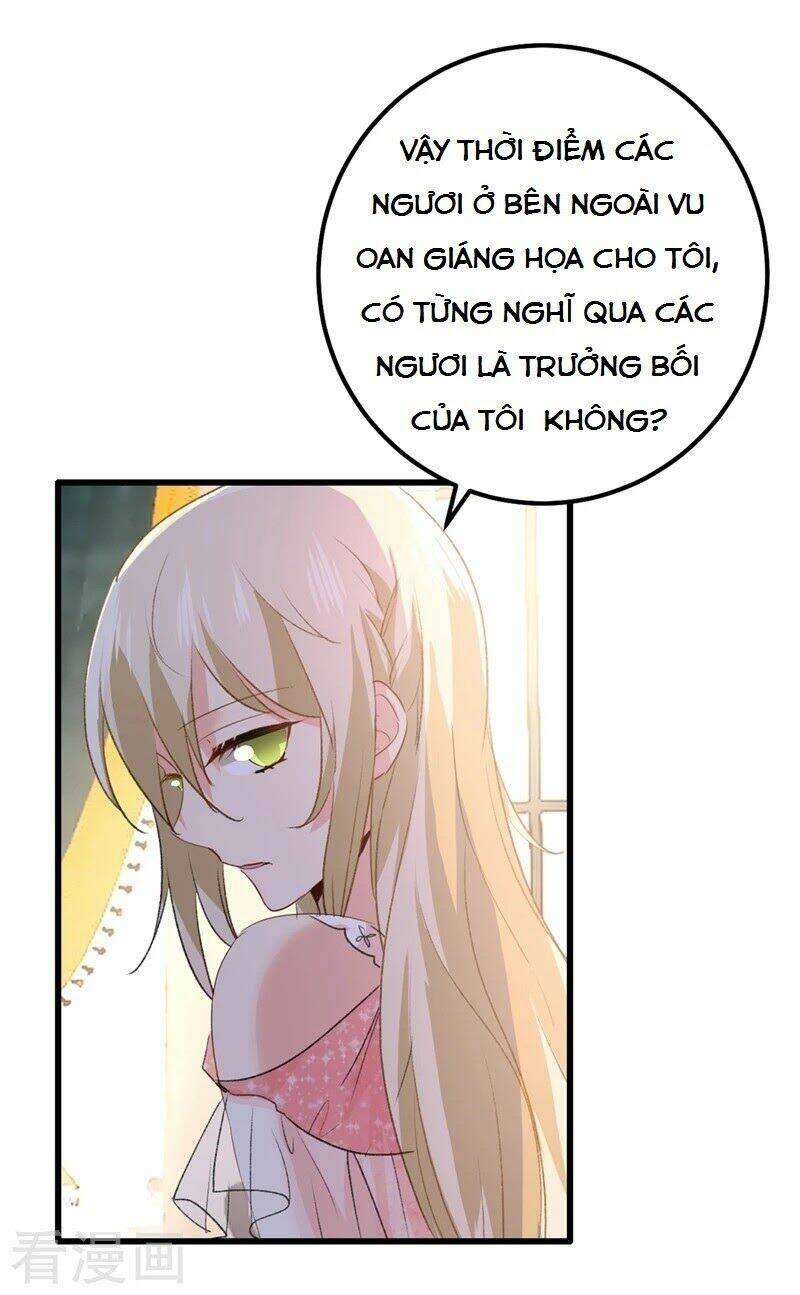 VẬY THỜI ĐIỂM CÁC
NGƯƠI Ở BÊN NGOÀI VU
OAN GIÁNG HỌA CHO TÔI,
CÓ TỪNG NGHĨ QUA CÁC
NGƯƠI LÀ TRƯỞNG BỐI
CỦA TÔI KHÔNG?
看漫画